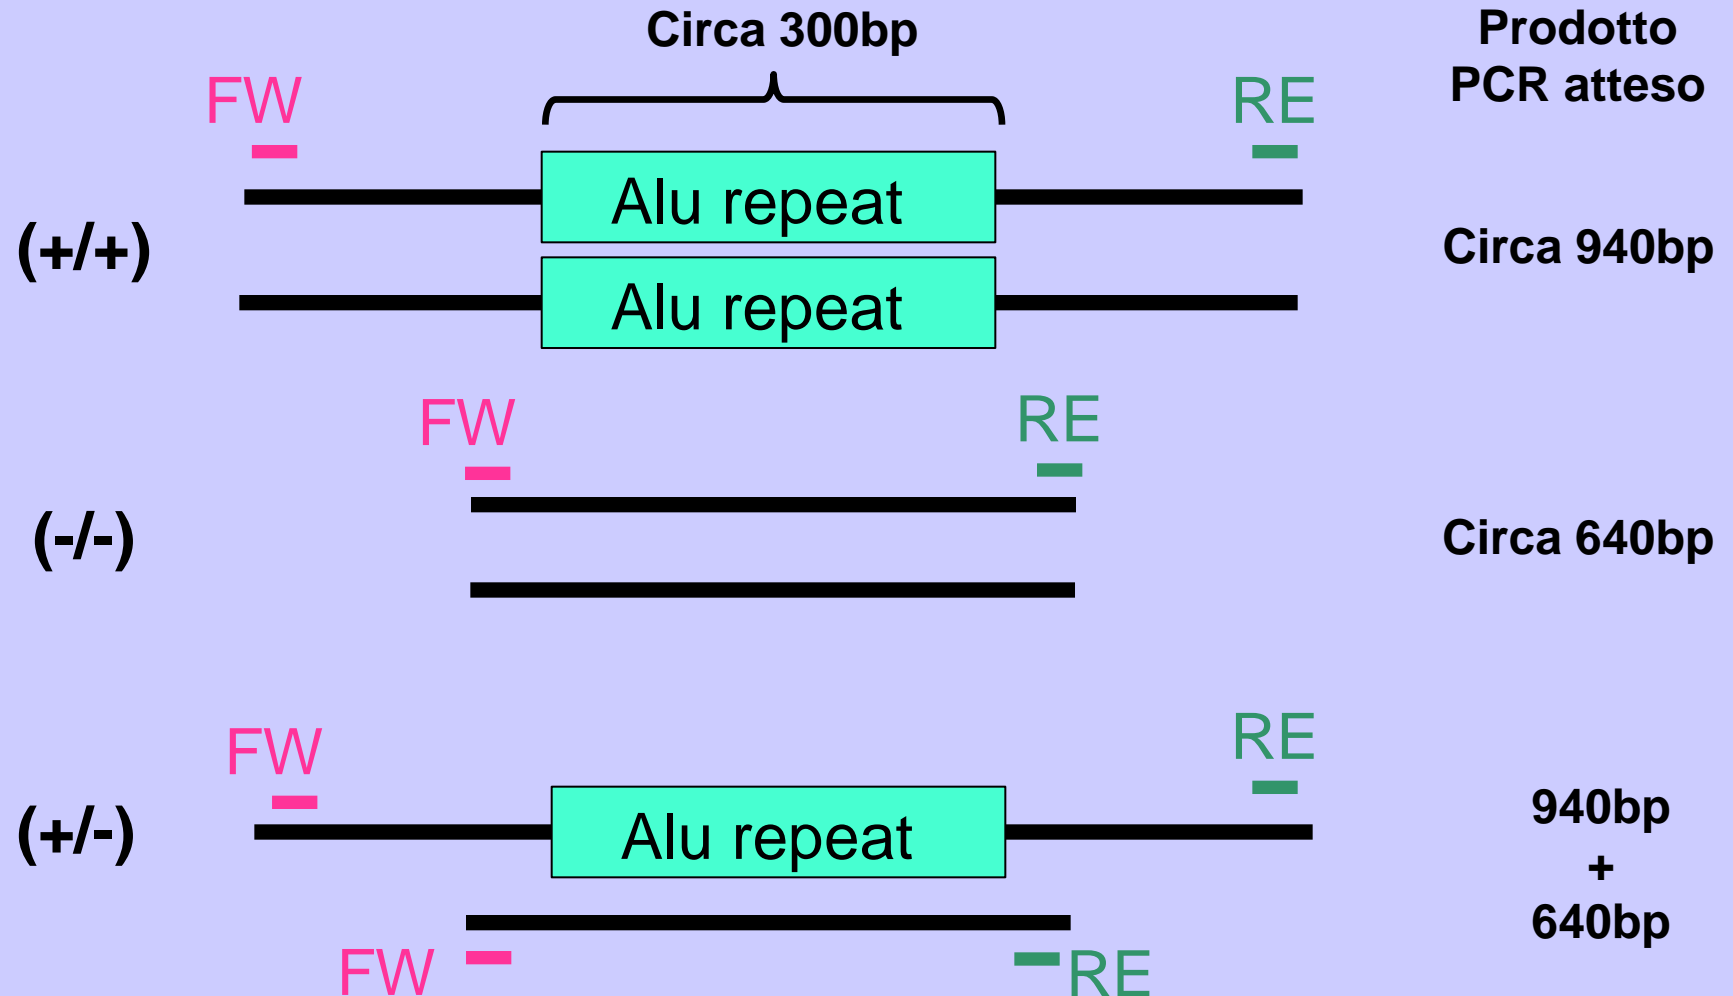 Circa 300bp
Prodotto
PCR atteso
FW
RE
Alu repeat
(+/+)
Circa 940bp
Alu repeat
FW
RE
(-/-)
Circa 640bp
FW
RE
(+/-)
Alu repeat
940bp
+
640bp
FW
RE